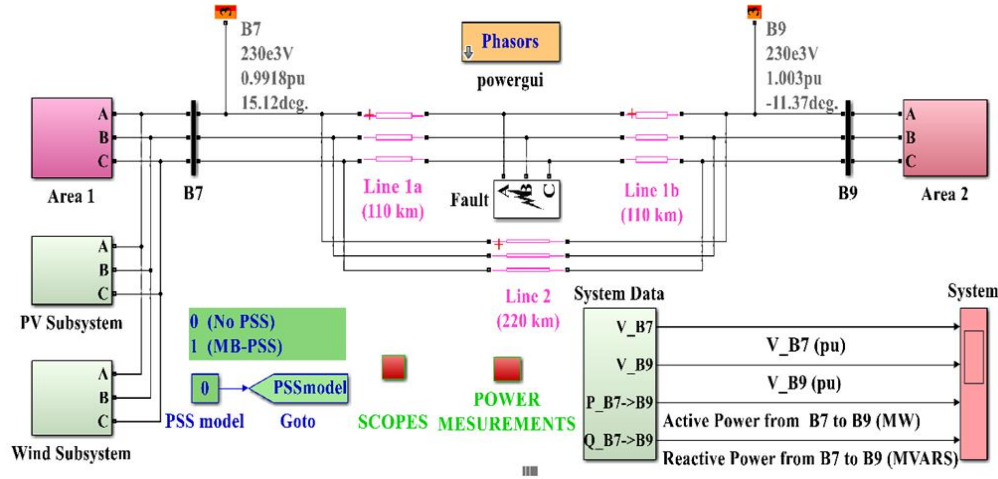 B7
230e3V
0.9918pu
15.12deg.
Phasors
powergui
B9
230e3V
1.003pu
-11.37deg.
A
B
C
Area 1
B7
Line 1a
(110 km)
Fault
A
B
C
Line 1b
(110 km)
B9
A
B
C
Area 2
A
B
C
PV Subsystem
Line 2
(220 km)
A
B
C
Wind Subsystem
0 (No PSS)
1 (MB-PSS)
0
PSS model
PSSmodel
Goto
SCOPES
POWER
MESUREMENTS
System Data
V_B7
V_B9
P_B7->B9
Q_B7->B9
V_B7 (pu)
V_B9 (pu)
Active Power from B7 to B9 (MW)
Reactive Power from B7 to B9 (MVARS)
System